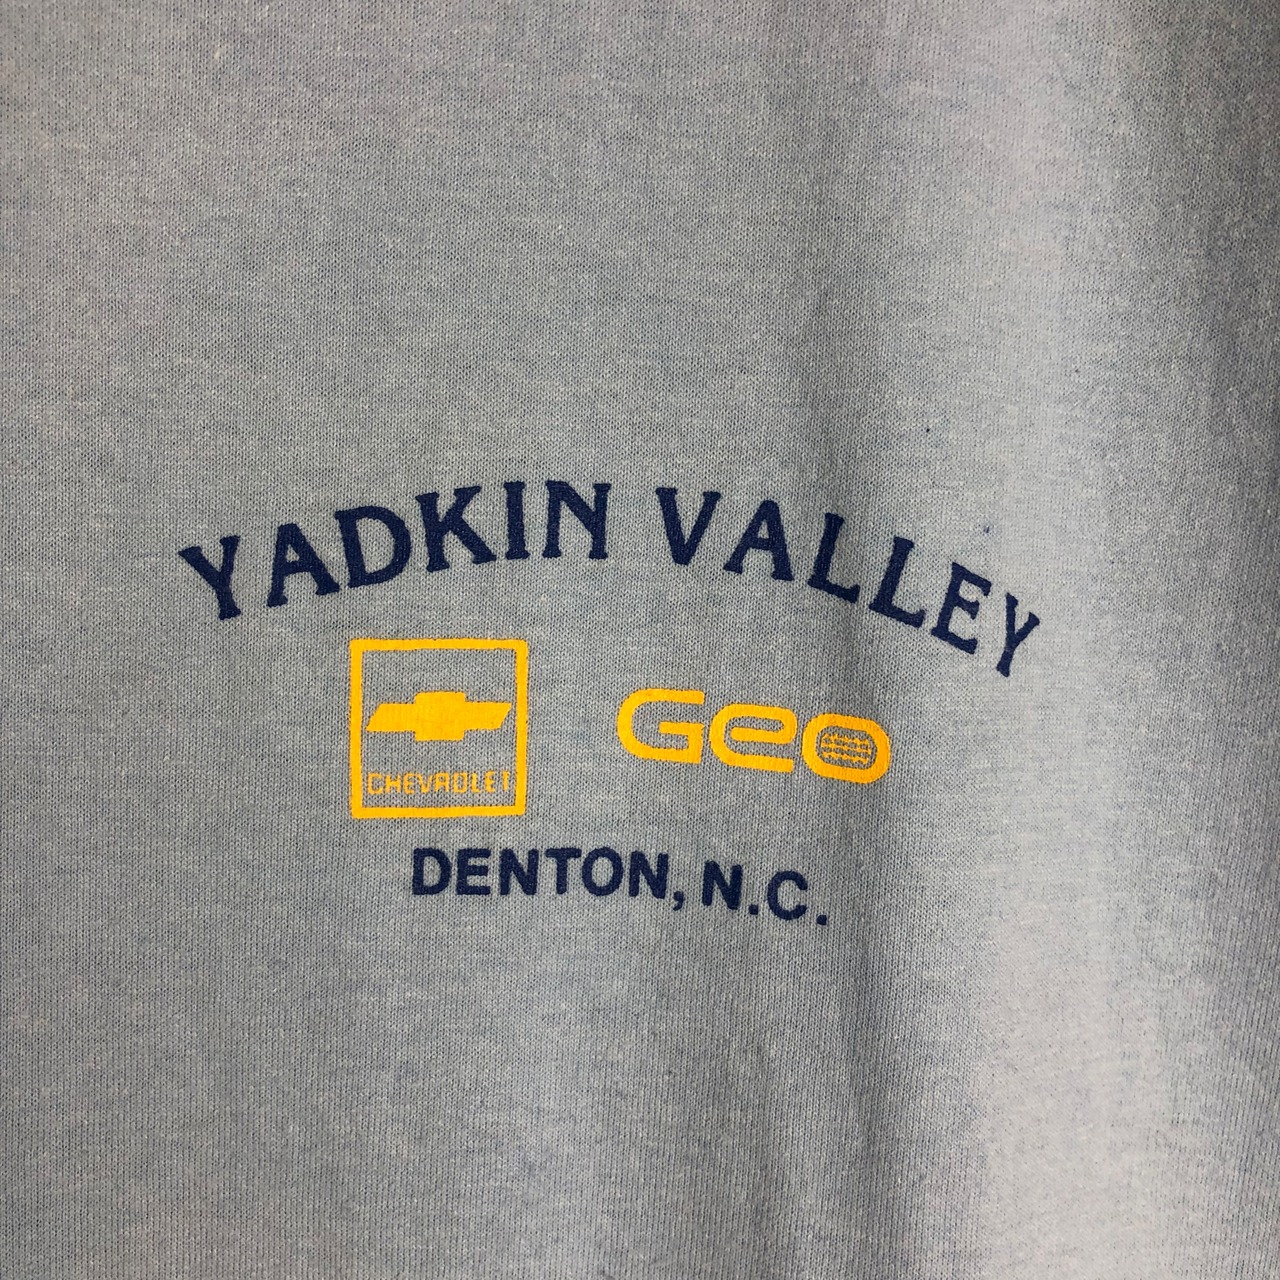 YADKIN VALLEY
CHEVROLET
Geo
DENTON, N.C.